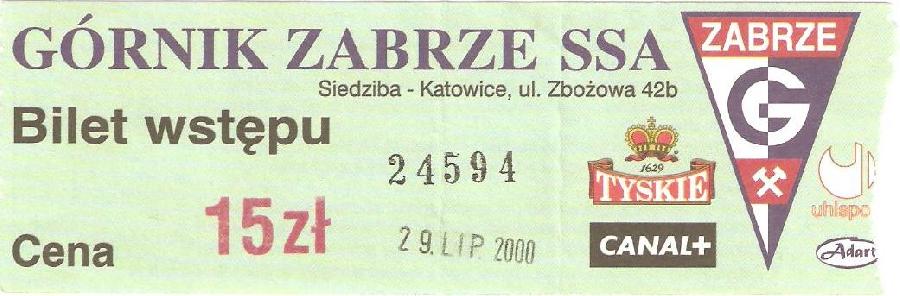 GÓRNIK ZABRZE SSA
Siedziba - Katowice, ul. Zbożowa 42b
Bilet wstępu
24594
Cena
15zł
29. LIP. 2000
1629
TYSKIE
CANAL+
ZABRZE
G
uhlspo
Adart